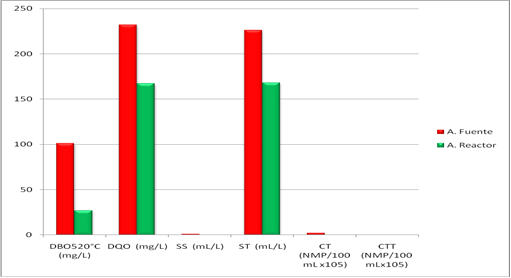 250
200
150
100
50
0
DBO520°C (mg/L)
DQO (mg/L)
SS (mL/L)
ST (mL/L)
CT (NMP/100 mLx105)
CTT (NMP/100 mLx105)
A. Fuente
A. Reactor